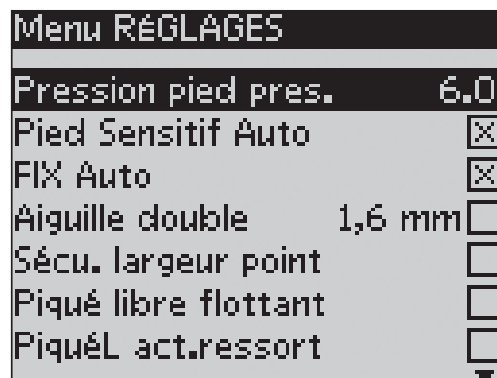 Menu RÉGLAGES
Pression pied pres. 6.0
Pied Sensitif Auto
FIX Auto
Aiguille double 1,6 mm
Sécu. largeur point
Piqué libre flottant
PiquéL act.ressort